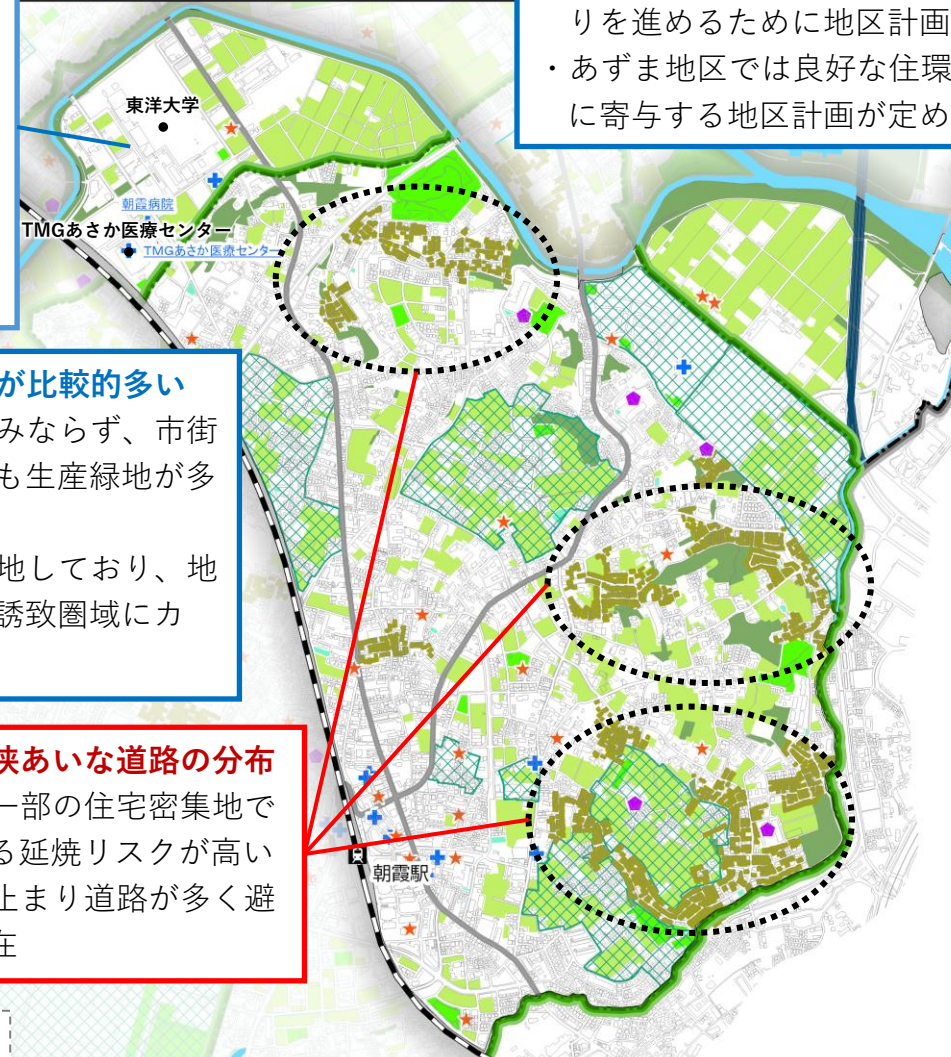 りを進めるために地区計画
・あずま地区では良好な住環
に寄与する地区計画が定め
東洋大学
朝霞病院
TMGあさか医療センター
TMGあさか医療センター
が比較的多い
みならず、市街
も生産緑地が多
地しており、地
誘致圏域にカ
狭あいな道路の分布
一部の住宅密集地で
る延焼リスクが高い
止まり道路が多く避
在
朝霞駅